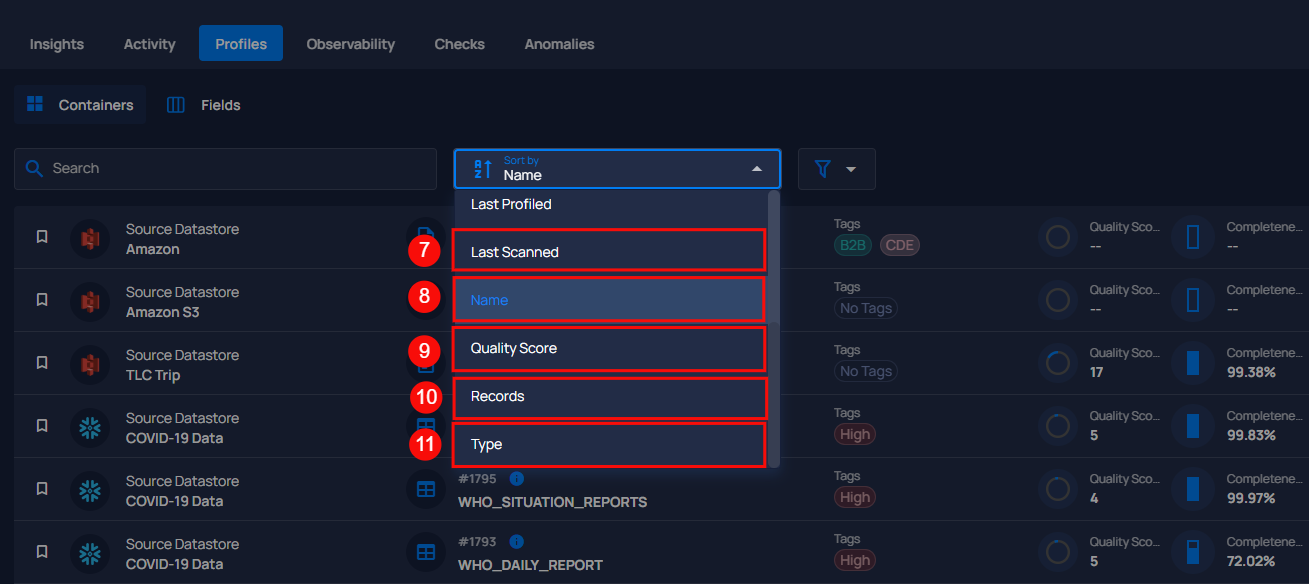 Insights Activity Profiles Observability Checks Anomalies
Containers Fields
Search
Sort by
Name
Last Profiled
7 Last Scanned
8 Name
9 Quality Score
10 Records
11 Type
Source Datastore
Amazon
Tags
B2B CDE
Quality Sco...
--
Completene...
--
Source Datastore
Amazon S3
Tags
No Tags
Quality Sco...
--
Completene...
--
Source Datastore
TLC Trip
Tags
No Tags
Quality Sco...
17
Completene...
99.38%
Source Datastore
COVID-19 Data
Tags
High
Quality Sco...
5
Completene...
99.83%
Source Datastore
COVID-19 Data
#1795
WHO_SITUATION_REPORTS
Tags
High
Quality Sco...
4
Completene...
99.97%
Source Datastore
COVID-19 Data
#1793
WHO_DAILY_REPORT
Tags
High
Quality Sco...
5
Completene...
72.02%